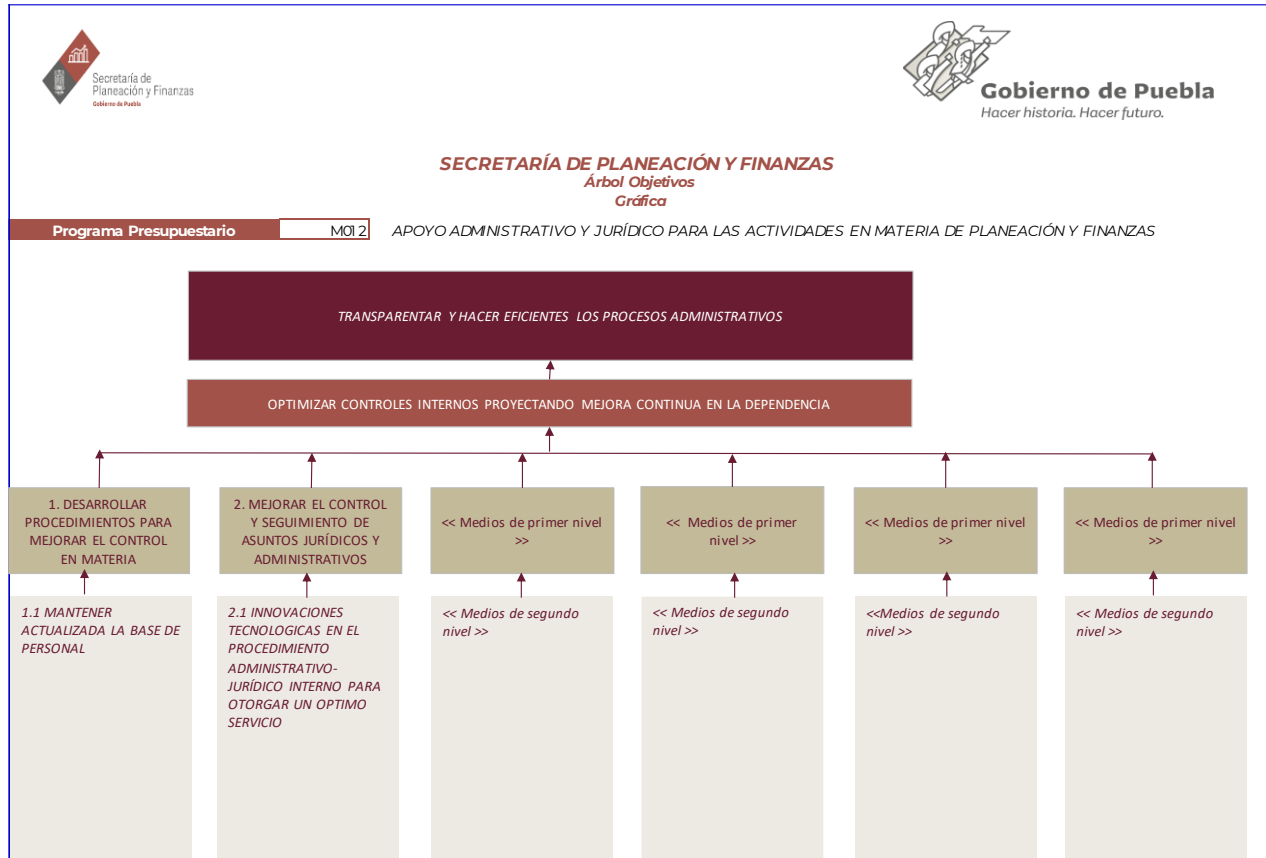 Secretaría de
Planeación y Finanzas
Gobierno de Puebla
Gobierno de Puebla
Hacer historia. Hacer futuro.
SECRETARÍA DE PLANEACIÓN Y FINANZAS
Árbol Objetivos
Gráfica
Programa Presupuestario M012 APOYO ADMINISTRATIVO Y JURÍDICO PARA LAS ACTIVIDADES EN MATERIA DE PLANEACIÓN Y FINANZAS
TRANSPARENTAR Y HACER EFICIENTES LOS PROCESOS ADMINISTRATIVOS
OPTIMIZAR CONTROLES INTERNOS PROYECTANDO MEJORA CONTINUA EN LA DEPENDENCIA
1. DESARROLLAR
PROCEDIMIENTOS PARA
MEJORAR EL CONTROL
EN MATERIA
2. MEJORAR EL CONTROL
Y SEGUIMIENTO DE
ASUNTOS JURÍDICOS Y
ADMINISTRATIVOS
<< Medios de primer nivel
>>
<< Medios de primer
nivel >>
<< Medios de primer nivel
>>
<< Medios de primer nivel
>>
1.1 MANTENER
ACTUALIZADA LA BASE DE
PERSONAL
2.1 INNOVACIONES
TECNOLOGICAS EN EL
PROCEDIMIENTO
ADMINISTRATIVO-
JURÍDICO INTERNO PARA
OTORGAR UN OPTIMO
SERVICIO
<< Medios de segundo
nivel >>
<< Medios de segundo
nivel >>
<<Medios de segundo
nivel >>
<< Medios de segundo
nivel >>